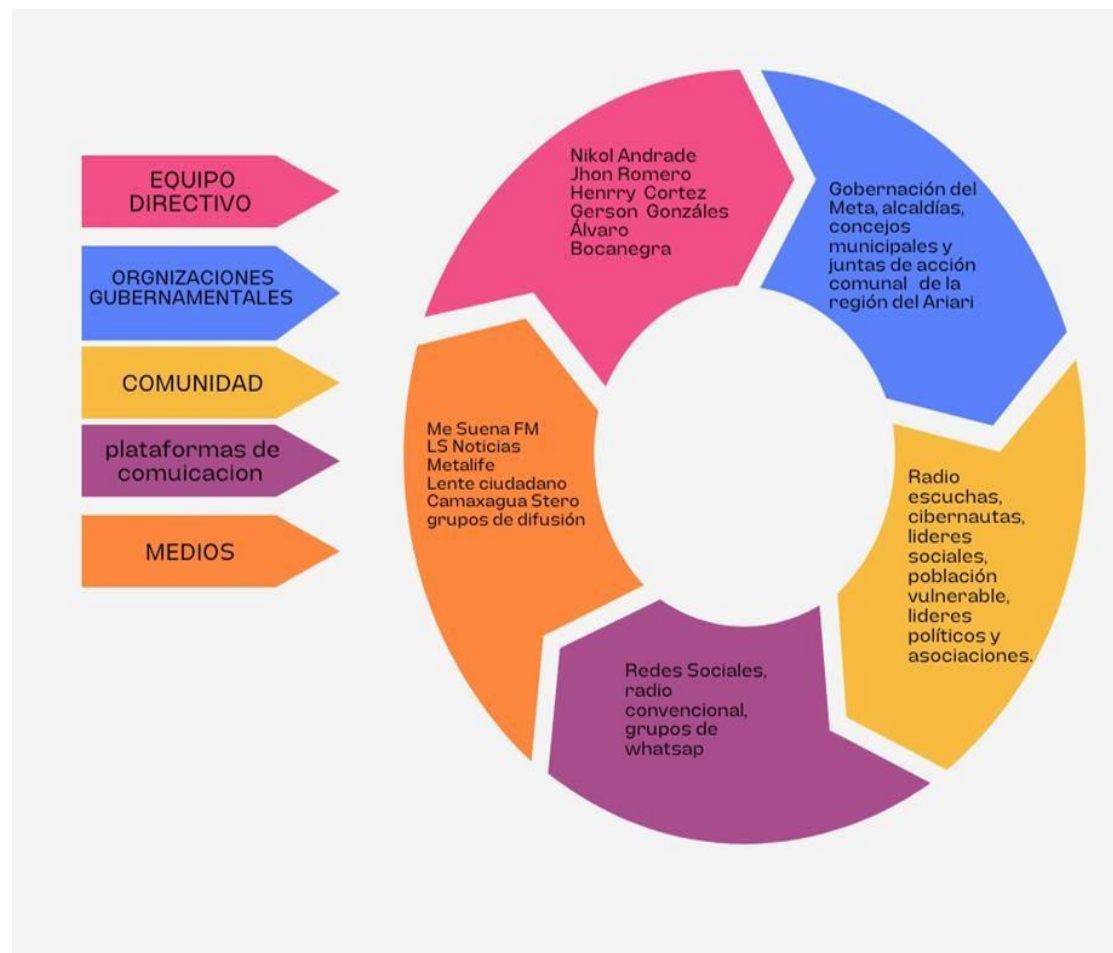 EQUIPO
DIRECTIVO
ORGNIZACIONES
GUBERNAMENTALES
COMUNIDAD
plataformas de
comuicacion
MEDIOS
Nikol Andrade
Jhon Romero
Henrry Cortez
Gerson Gonzáles
Álvaro
Bocanegra
Gobernación del
Meta, alcaldías,
concejos
municipales y
juntas de acción
comunal de la
región del Ariari
Radio
escuchas,
cibernautas,
lideres
sociales,
población
vulnerable,
lideres
políticos y
asociaciones.
Redes Sociales,
radio
convencional,
grupos de
whatsap
Me Suena FM
LS Noticias
Metalife
Lente ciudadano
Camaxagua Stero
grupos de difusión